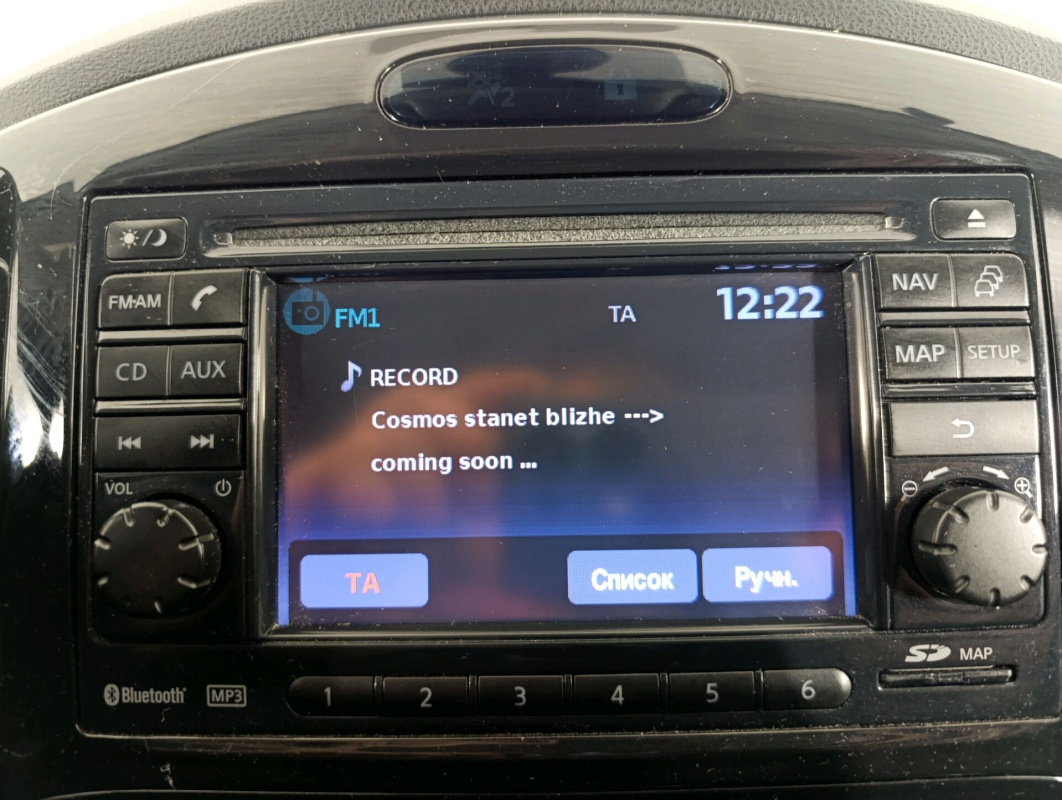 FM·AM
NAV
FM1
TA
12:22
CD
AUX
RECORD
MAP
SETUP
Cosmos stanet blizhe --->
coming soon ...
VOL
TA
Список
Ручн.
Bluetooth
MP3
1
2
3
4
5
6
SD
MAP